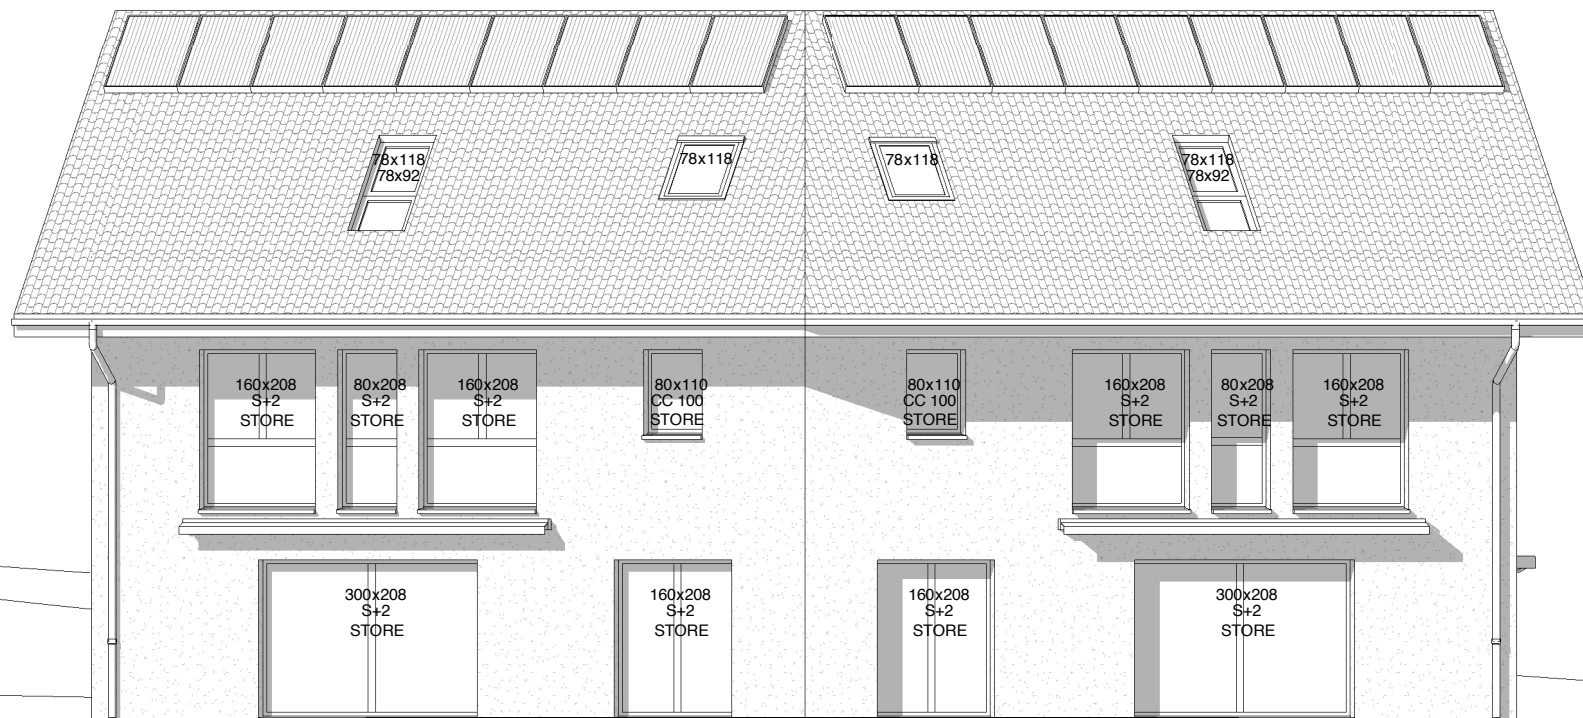 78x118
78x92
78x118
78x118
78x118
78x92
160x208
S+2
STORE
80x208
S+2
STORE
160x208
S+2
STORE
80x110
CC 100
STORE
80x110
CC 100
STORE
160x208
S+2
STORE
80x208
S+2
STORE
160x208
S+2
STORE
300x208
S+2
STORE
160x208
S+2
STORE
160x208
S+2
STORE
300x208
S+2
STORE